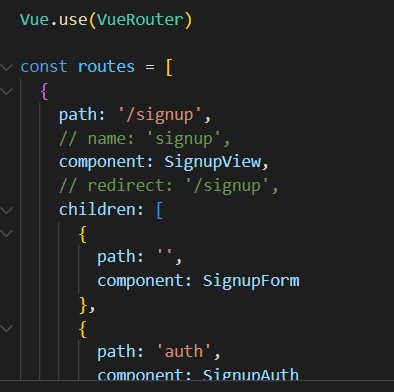 Vue.use(VueRouter)
const routes = [
{
path: '/signup',
// name: 'signup',
component: SignupView,
// redirect: '/signup',
children: [
{
path: '',
component: SignupForm
},
{
path: 'auth',
component: SignupAuth